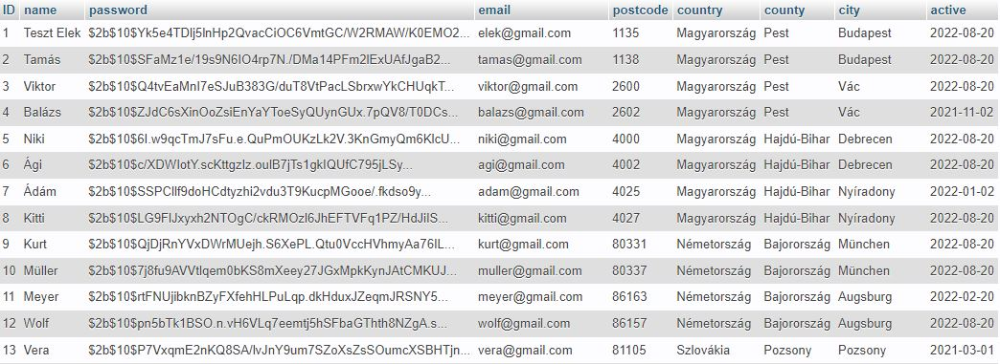 ID name password email postcode country county city active
1 Teszt Elek $2b$10$Yk5e4TDlj5lnHp2QvacCiOC6VmtGC/W2RMAW/K0EMO2... elek@gmail.com 1135 Magyarország Pest Budapest 2022-08-20
2 Tamás $2b$10$SFaMz1e/19s9N6IO4rp7N./DMa14PFm2lExUAfJgaB2... tamas@gmail.com 1138 Magyarország Pest Budapest 2022-08-20
3 Viktor $2b$10$Q4tvEaMnI7eSJuB383G/duT8VtPacLSbrxwYkCHUqkT... viktor@gmail.com 2600 Magyarország Pest Vác 2022-08-20
4 Balázs $2b$10$ZJdC6sXinOoZsiEnYaYToeSyQUynGUx.7pQV8/T0DCs... balazs@gmail.com 2602 Magyarország Pest Vác 2021-11-02
5 Niki $2b$10$6I.w9qcTmJ7sFu.e.QuPmOUKzLk2V.3KnGmyQm6KlcU... niki@gmail.com 4000 Magyarország Hajdú-Bihar Debrecen 2022-08-20
6 Ági $2b$10$c/XDWIotY.scKttgzIz.oulB7jTs1gkIQUfC795jLSy... agi@gmail.com 4002 Magyarország Hajdú-Bihar Debrecen 2022-08-20
7 Ádám $2b$10$SSPCllf9doHCdtyzhi2vdu3T9KucpMGooe/.fkdso9y... adam@gmail.com 4025 Magyarország Hajdú-Bihar Nyíradony 2022-01-02
8 Kitti $2b$10$LG9FIJxyxh2NTOgC/ckRMOzl6JhEFTVFq1PZ/HdJiIS... kitti@gmail.com 4027 Magyarország Hajdú-Bihar Nyíradony 2022-08-20
9 Kurt $2b$10$QjDjRnYVxDWrMUejh.S6XePL.Qtu0VccHVhmyAa76IL... kurt@gmail.com 80331 Németország Bajorország München 2022-08-20
10 Müller $2b$10$7j8fu9AVVtlqem0bKS8mXeey27JGxMpkKynJAtCMKUJ... muller@gmail.com 80337 Németország Bajorország München 2022-08-20
11 Meyer $2b$10$rtFNUjibknBZyFXfehHLPuLqp.dkHduxJZeqmJRSNY5... meyer@gmail.com 86163 Németország Bajorország Augsburg 2022-08-20
12 Wolf $2b$10$pn5bTk1BSO.n.vH6VLq7eemtj5hSFbaGThth8NZgA.s... wolf@gmail.com 86157 Németország Bajorország Augsburg 2022-08-20
13 Vera $2b$10$P7VxqmE2nKQ8SA/lvJnY9um7SZoXsZsSOumcXSBHTjn... vera@gmail.com 81105 Szlovákia Pozsony Pozsony 2021-03-01